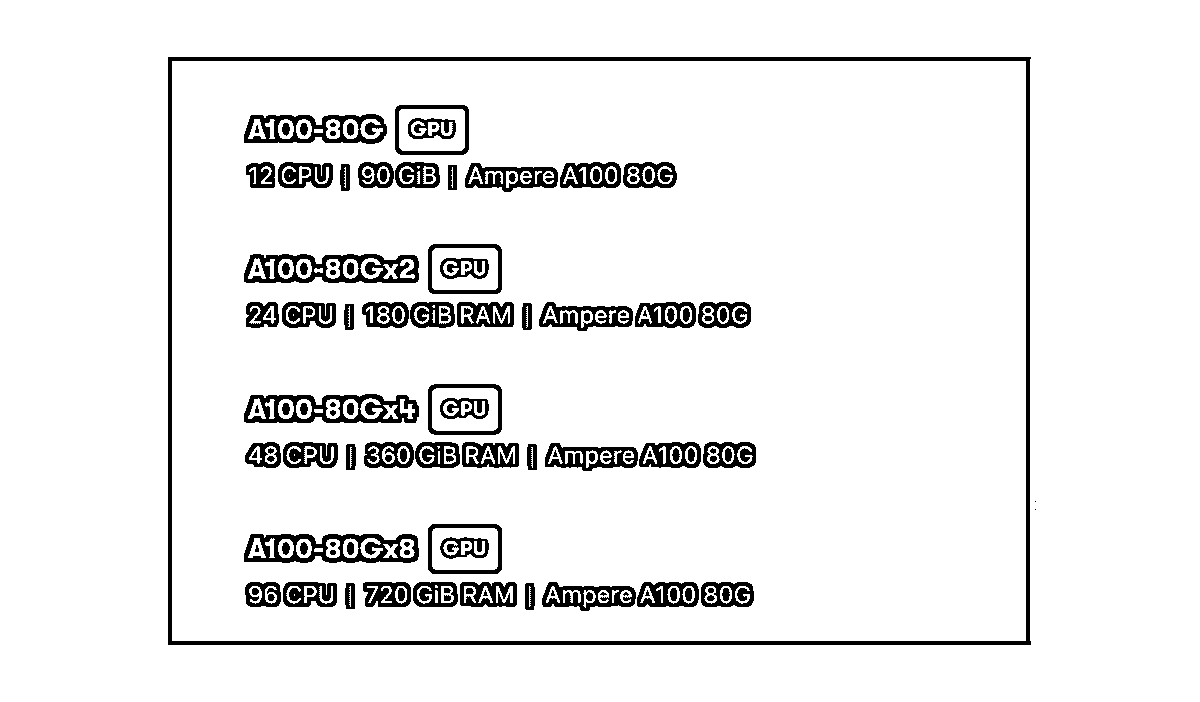 A100-80G GPU
12 CPU | 90 GiB | Ampere A100 80G
A100-80Gx2 GPU
24 CPU | 180 GiB RAM | Ampere A100 80G
A100-80Gx4 GPU
48 CPU | 360 GiB RAM | Ampere A100 80G
A100-80Gx8 GPU
96 CPU | 720 GiB RAM | Ampere A100 80G